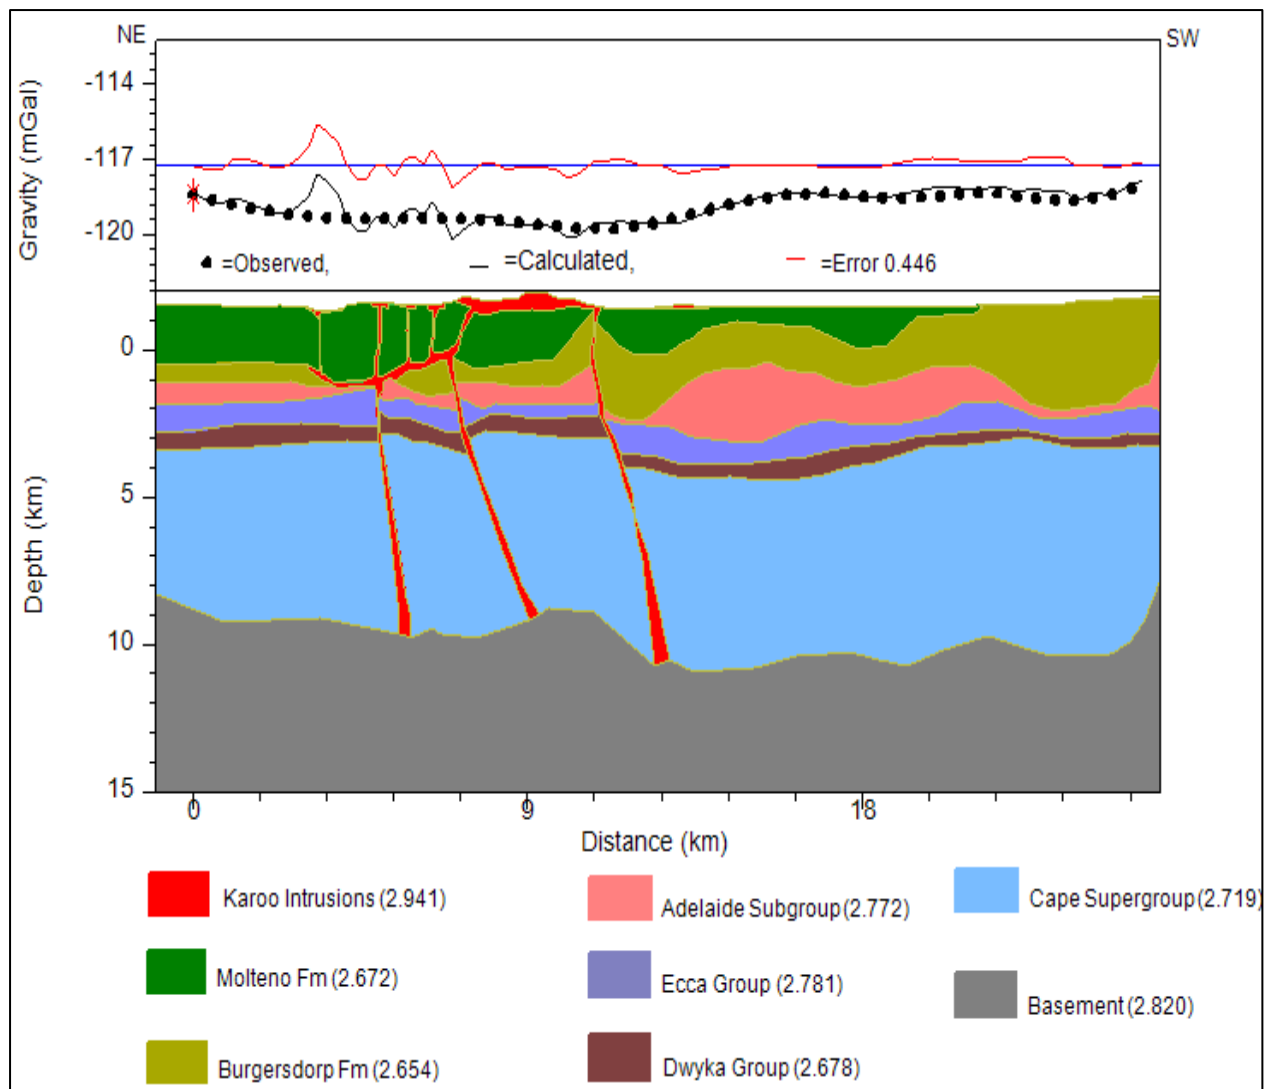 NE
SW
Gravity (mGal)
-114
-117
-120
=Observed,
=Calculated,
=Error 0.446
Depth (km)
0
5
10
15
0
9
18
Distance (km)
Karoo Intrusions (2.941)
Adelaide Subgroup (2.772)
Cape Supergroup (2.719)
Molteno Fm (2.672)
Ecca Group (2.781)
Basement (2.820)
Burgersdorp Fm (2.654)
Dwyka Group (2.678)